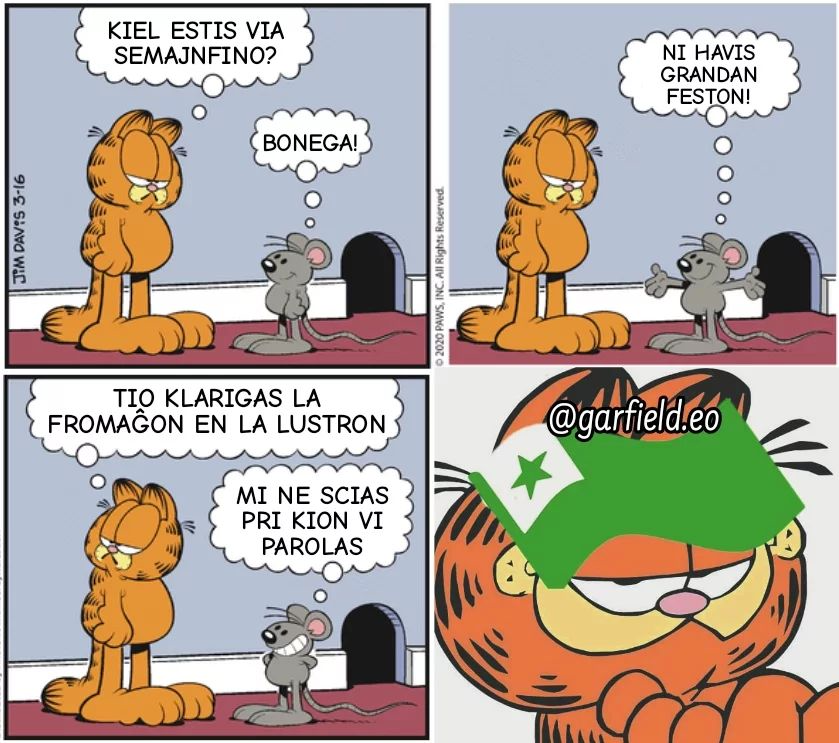 KIEL ESTIS VIA
SEMAJNFINO?
BONEGA!
JIM DAVIS 3-16
NI HAVIS
GRANDAN
FESTON!
© 2020 PAWS, INC. All Rights Reserved.
TIO KLARIGAS LA
FROMAĜON EN LA LUSTRON
MI NE SCIAS
PRI KION VI
PAROLAS
@garfield.eo